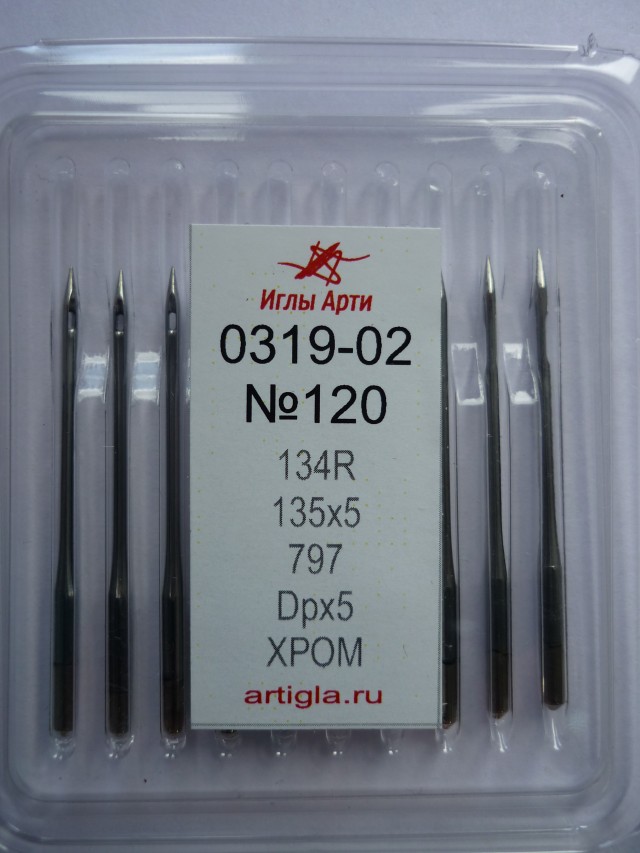 Иглы Арти
0319-02
№120
134R
135x5
797
Dpx5
ХРОМ
artigla.ru